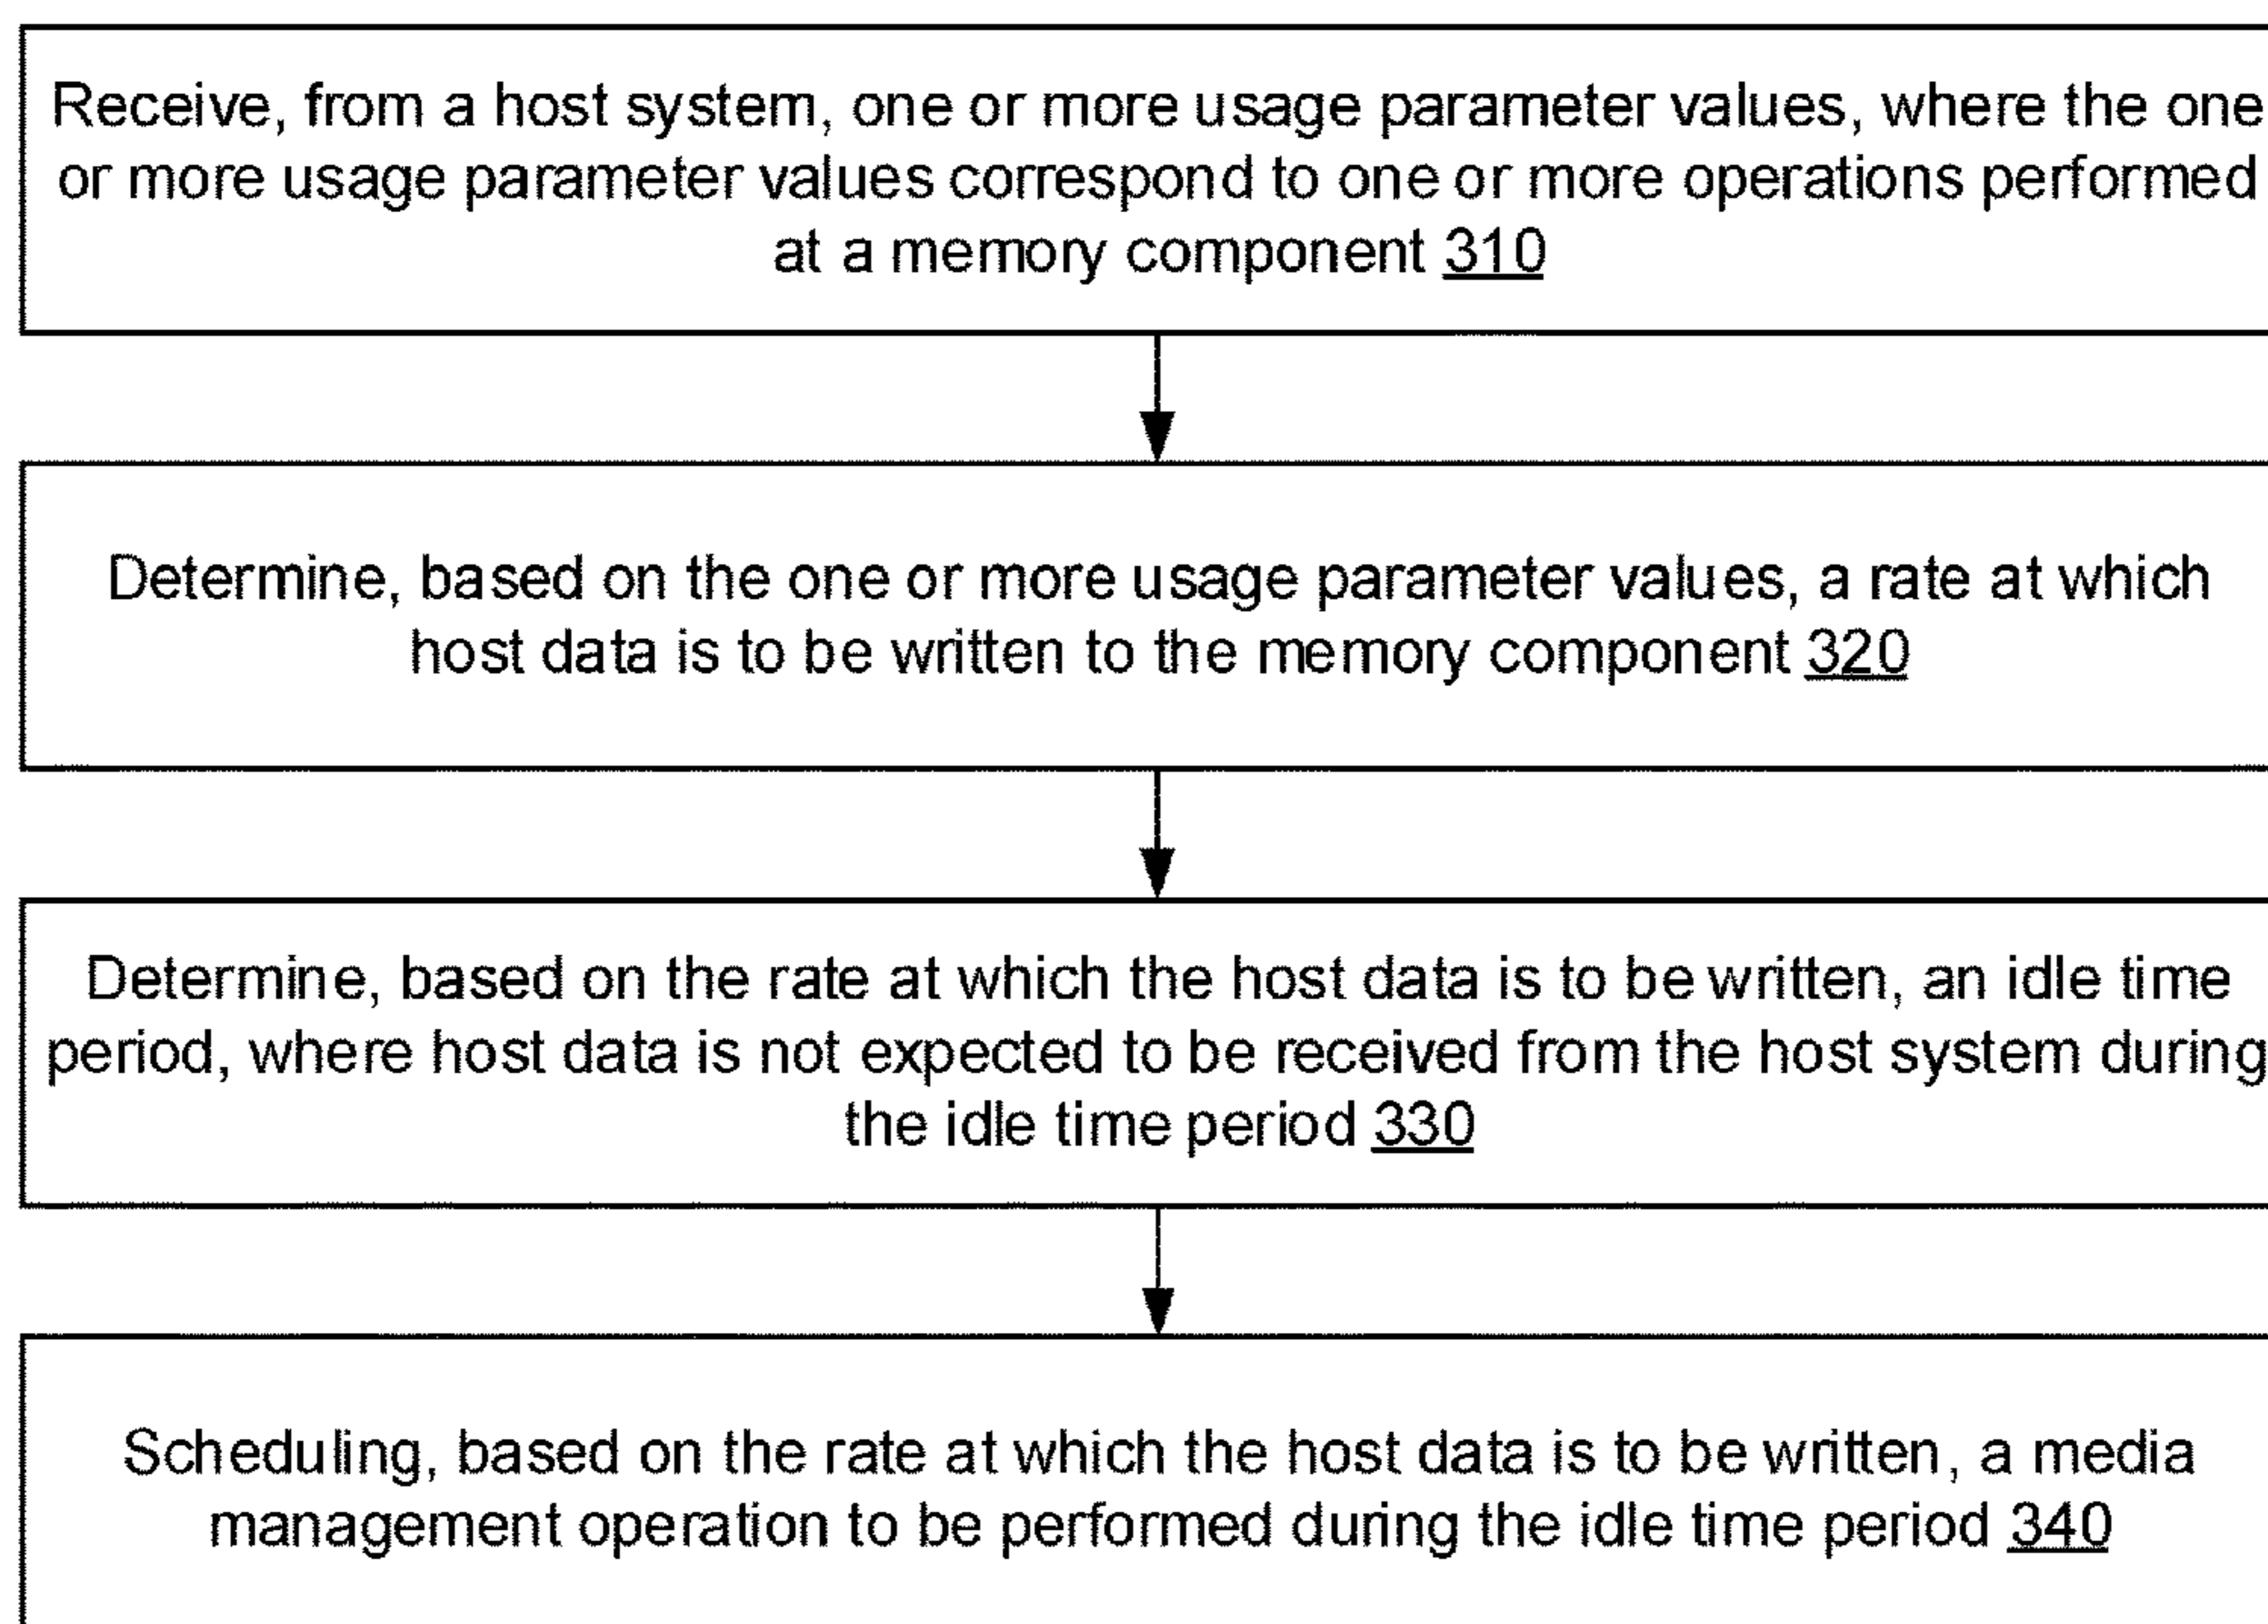 Receive, from a host system, one or more usage parameter values, where the one
or more usage parameter values correspond to one or more operations performed
at a memory component 310
Determine, based on the one or more usage parameter values, a rate at which
host data is to be written to the memory component 320
Determine, based on the rate at which the host data is to be written, an idle time
period, where host data is not expected to be received from the host system during
the idle time period 330
Scheduling, based on the rate at which the host data is to be written, a media
management operation to be performed during the idle time period 340